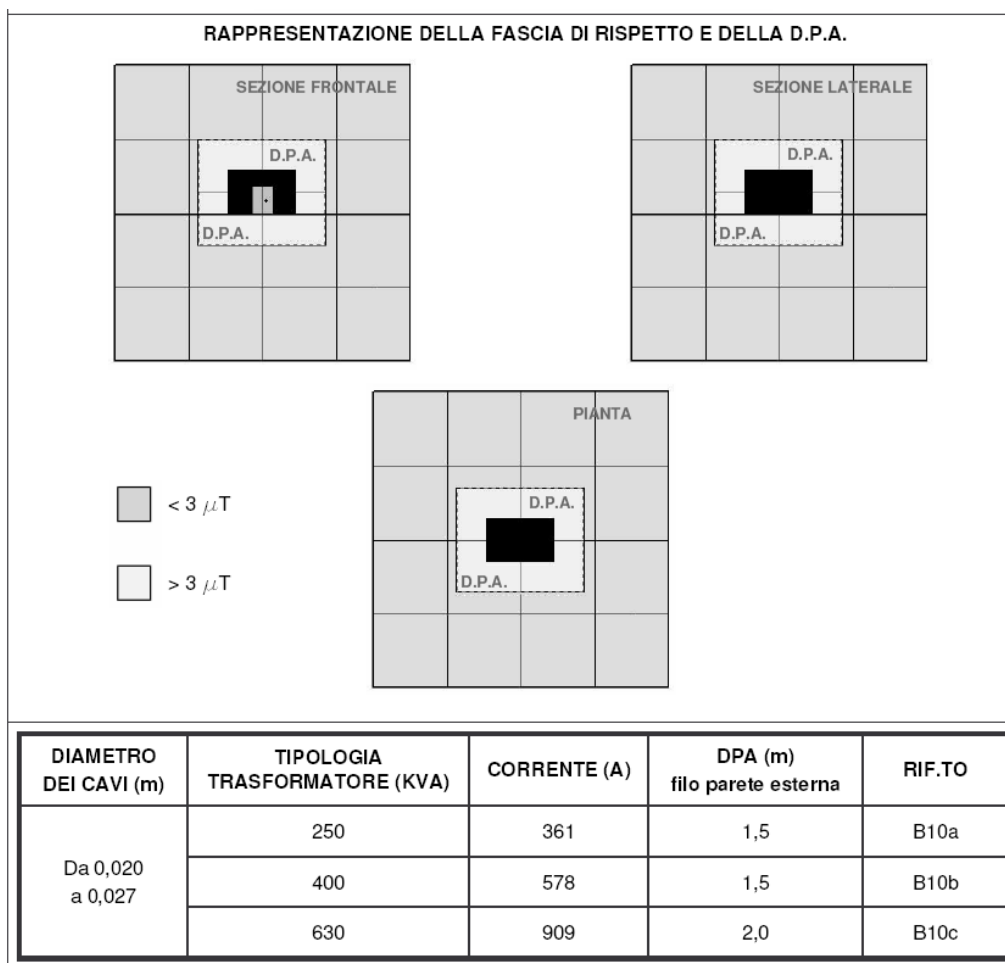 RAPPRESENTAZIONE DELLA FASCIA DI RISPETTO E DELLA D.P.A.
SEZIONE FRONTALE
D.P.A.
D.P.A.
SEZIONE LATERALE
D.P.A.
D.P.A.
PIANTA
D.P.A.
D.P.A.
< 3 μT
> 3 μT
DIAMETRO
DEI CAVI (m)
TIPOLOGIA
TRASFORMATORE (KVA)
CORRENTE (A)
DPA (m)
filo parete esterna
RIF.TO
Da 0,020
a 0,027
250 361 1,5 B10a
400 578 1,5 B10b
630 909 2,0 B10c